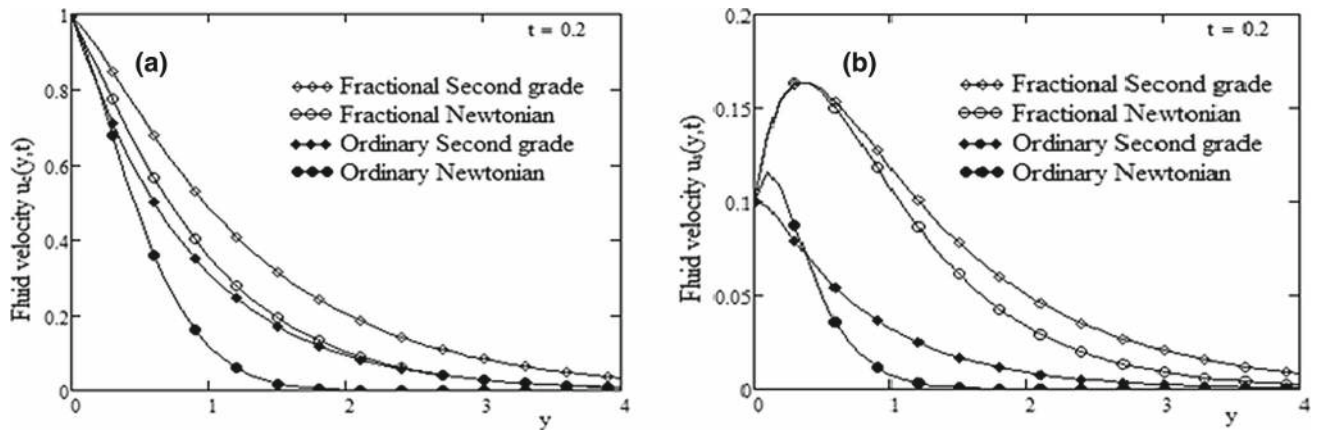 (a)
t = 0.2
Fractional Second grade
Fractional Newtonian
Ordinary Second grade
Ordinary Newtonian
Fluid velocity u_c(y,t)
1
0.8
0.6
0.4
0.2
0
0 1 2 3 4
y
(b)
t = 0.2
Fractional Second grade
Fractional Newtonian
Ordinary Second grade
Ordinary Newtonian
Fluid velocity u_s(y,t)
0.2
0.15
0.1
0.05
0
0 1 2 3 4
y